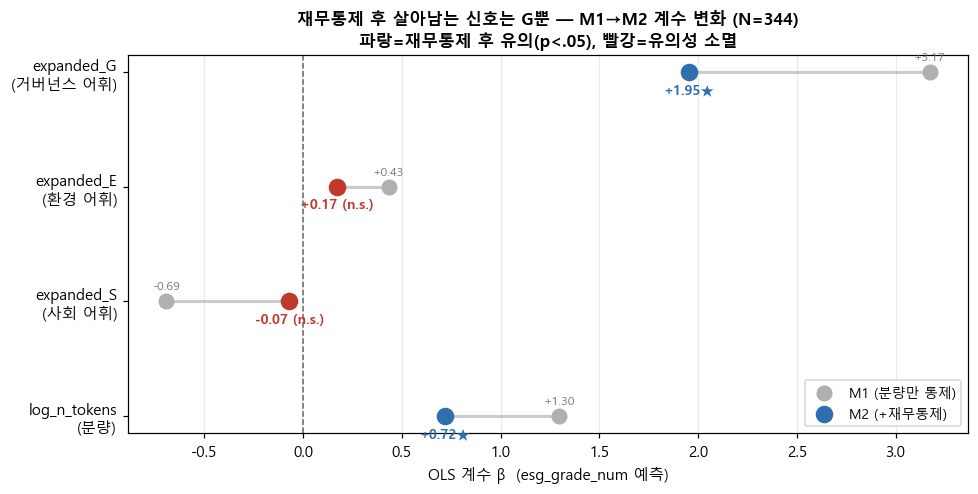 재무통제 후 살아남는 신호는 G뿐 — M1→M2 계수 변화 (N=344)
파랑=재무통제 후 유의(p<.05), 빨강=유의성 소멸
expanded_G
(거버넌스 어휘)
+3.17
+1.95★
expanded_E
(환경 어휘)
+0.43
+0.17 (n.s.)
expanded_S
(사회 어휘)
-0.69
-0.07 (n.s.)
log_n_tokens
(분량)
+1.30
+0.72★
M1 (분량만 통제)
M2 (+재무통제)
-0.5 0.0 0.5 1.0 1.5 2.0 2.5 3.0
OLS 계수 β (esg_grade_num 예측)